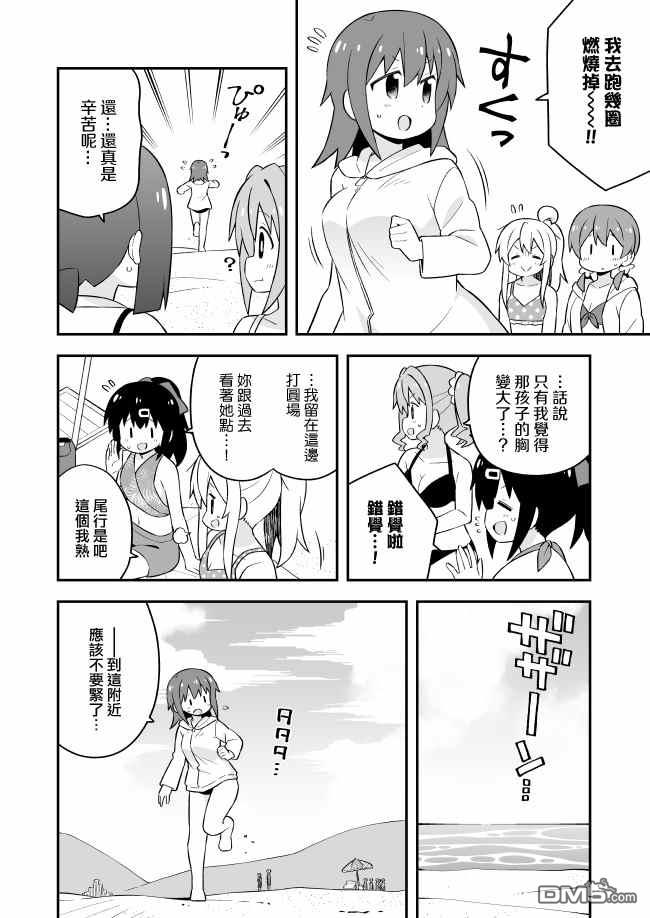 我去跑幾圈
燃燒掉~~~!!
すくっ
ぴゅーっ
還…還真是
辛苦呢…
?
…話說
只有我覺得
那孩子的胸
變大了…?
錯覺啦
錯覺…!
…我留在這邊
打圓場
妳跟過去
看著她點…!
尾行是吧
這個我熟
ザザーン…
タタタ…
——到這附近
應該不要緊了…
DM5.com